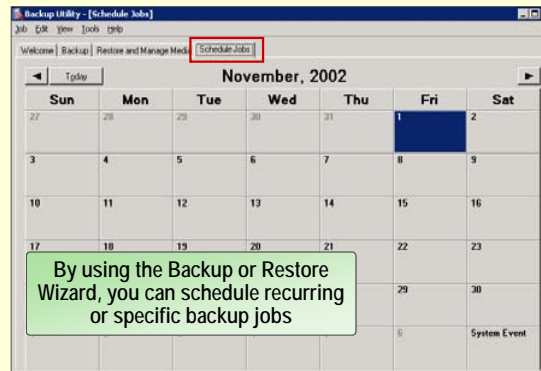 Backup Utility - [Schedule Jobs]
Job Edit View Tools Help
Welcome Backup Restore and Manage Media Schedule Jobs
Today November, 2002
Sun Mon Tue Wed Thu Fri Sat
27 28 29 30 31 1 2
3 4 5 6 7 8 9
10 11 12 13 14 15 16
17 18 19 20 21 22 23
By using the Backup or Restore
Wizard, you can schedule recurring
or specific backup jobs
29 30
6 System Event